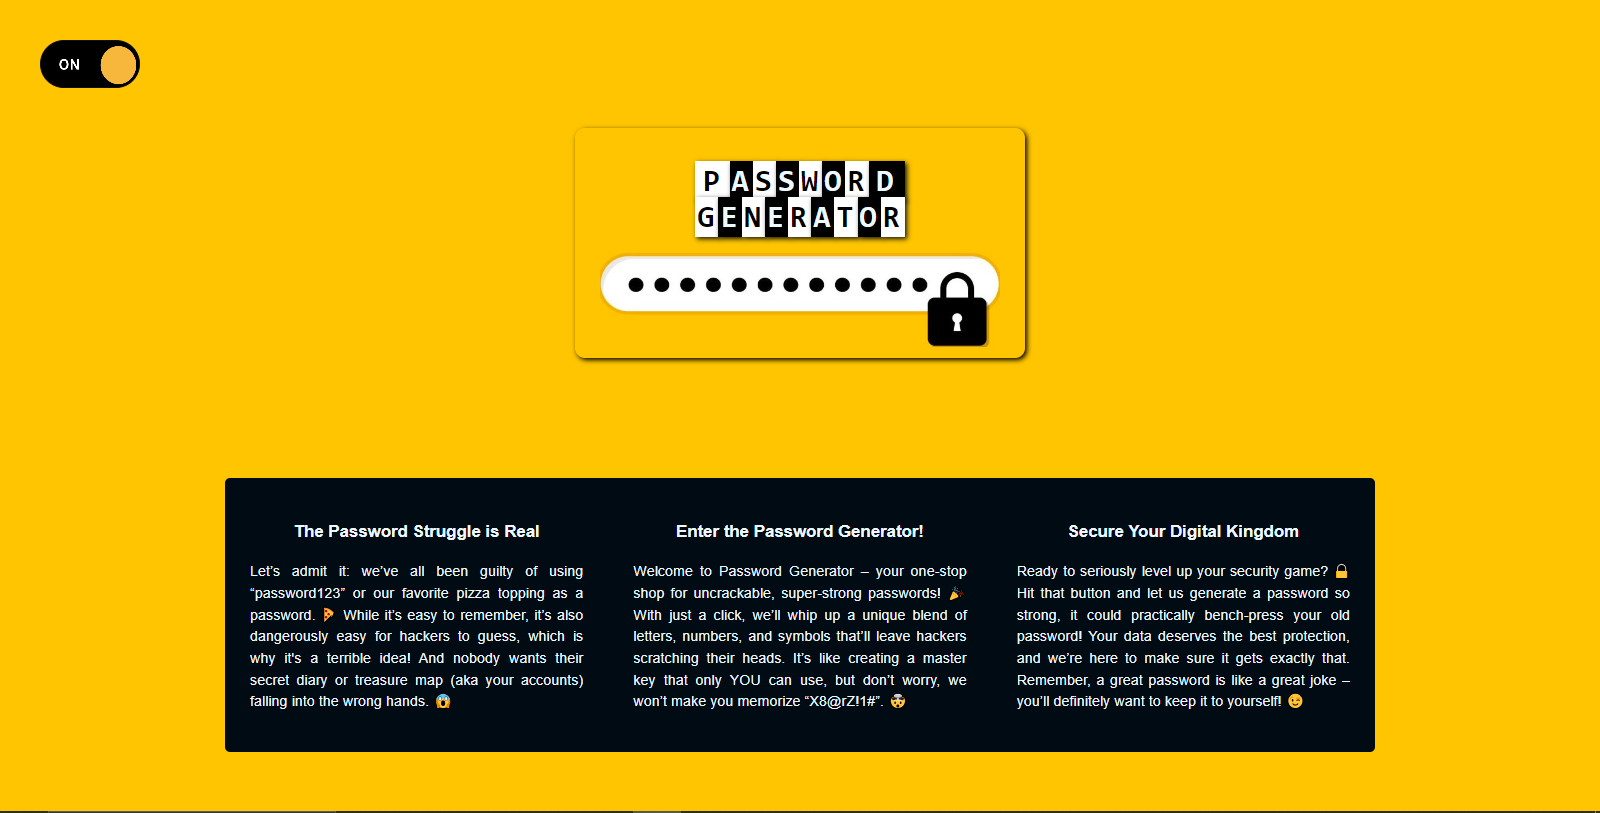 ON
PASSWORD
GENERATOR
The Password Struggle is Real
Let’s admit it: we’ve all been guilty of using
“password123” or our favorite pizza topping as a
password. 🍕 While it’s easy to remember, it’s also
dangerously easy for hackers to guess, which is
why it's a terrible idea! And nobody wants their
secret diary or treasure map (aka your accounts)
falling into the wrong hands. 😱
Enter the Password Generator!
Welcome to Password Generator – your one-stop
shop for uncrackable, super-strong passwords! 🎉
With just a click, we’ll whip up a unique blend of
letters, numbers, and symbols that’ll leave hackers
scratching their heads. It’s like creating a master
key that only YOU can use, but don’t worry, we
won’t make you memorize “X8@rZ!1#”. 🤯
Secure Your Digital Kingdom
Ready to seriously level up your security game? 🔒
Hit that button and let us generate a password so
strong, it could practically bench-press your old
password! Your data deserves the best protection,
and we’re here to make sure it gets exactly that.
Remember, a great password is like a great joke –
you’ll definitely want to keep it to yourself! 😉